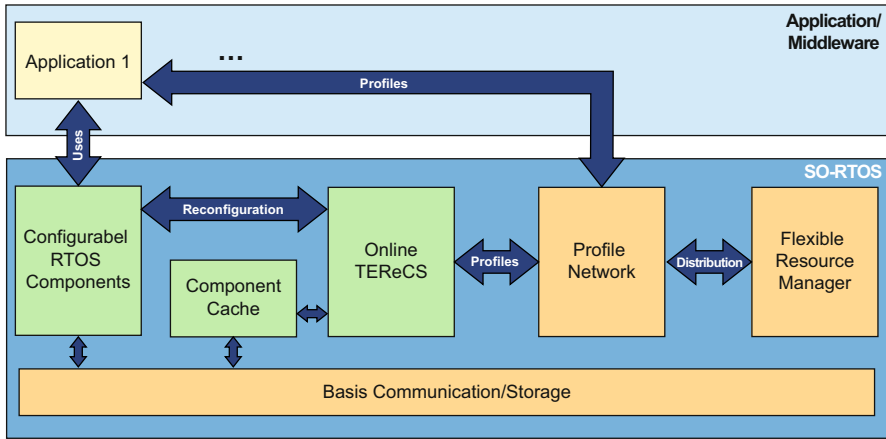 Application/
Middleware
Application 1
...
Profiles
Uses
SO-RTOS
Configurabel
RTOS
Components
Reconfiguration
Online
TEReCS
Profiles
Profile
Network
Distribution
Flexible
Resource
Manager
Component
Cache
Basis Communication/Storage